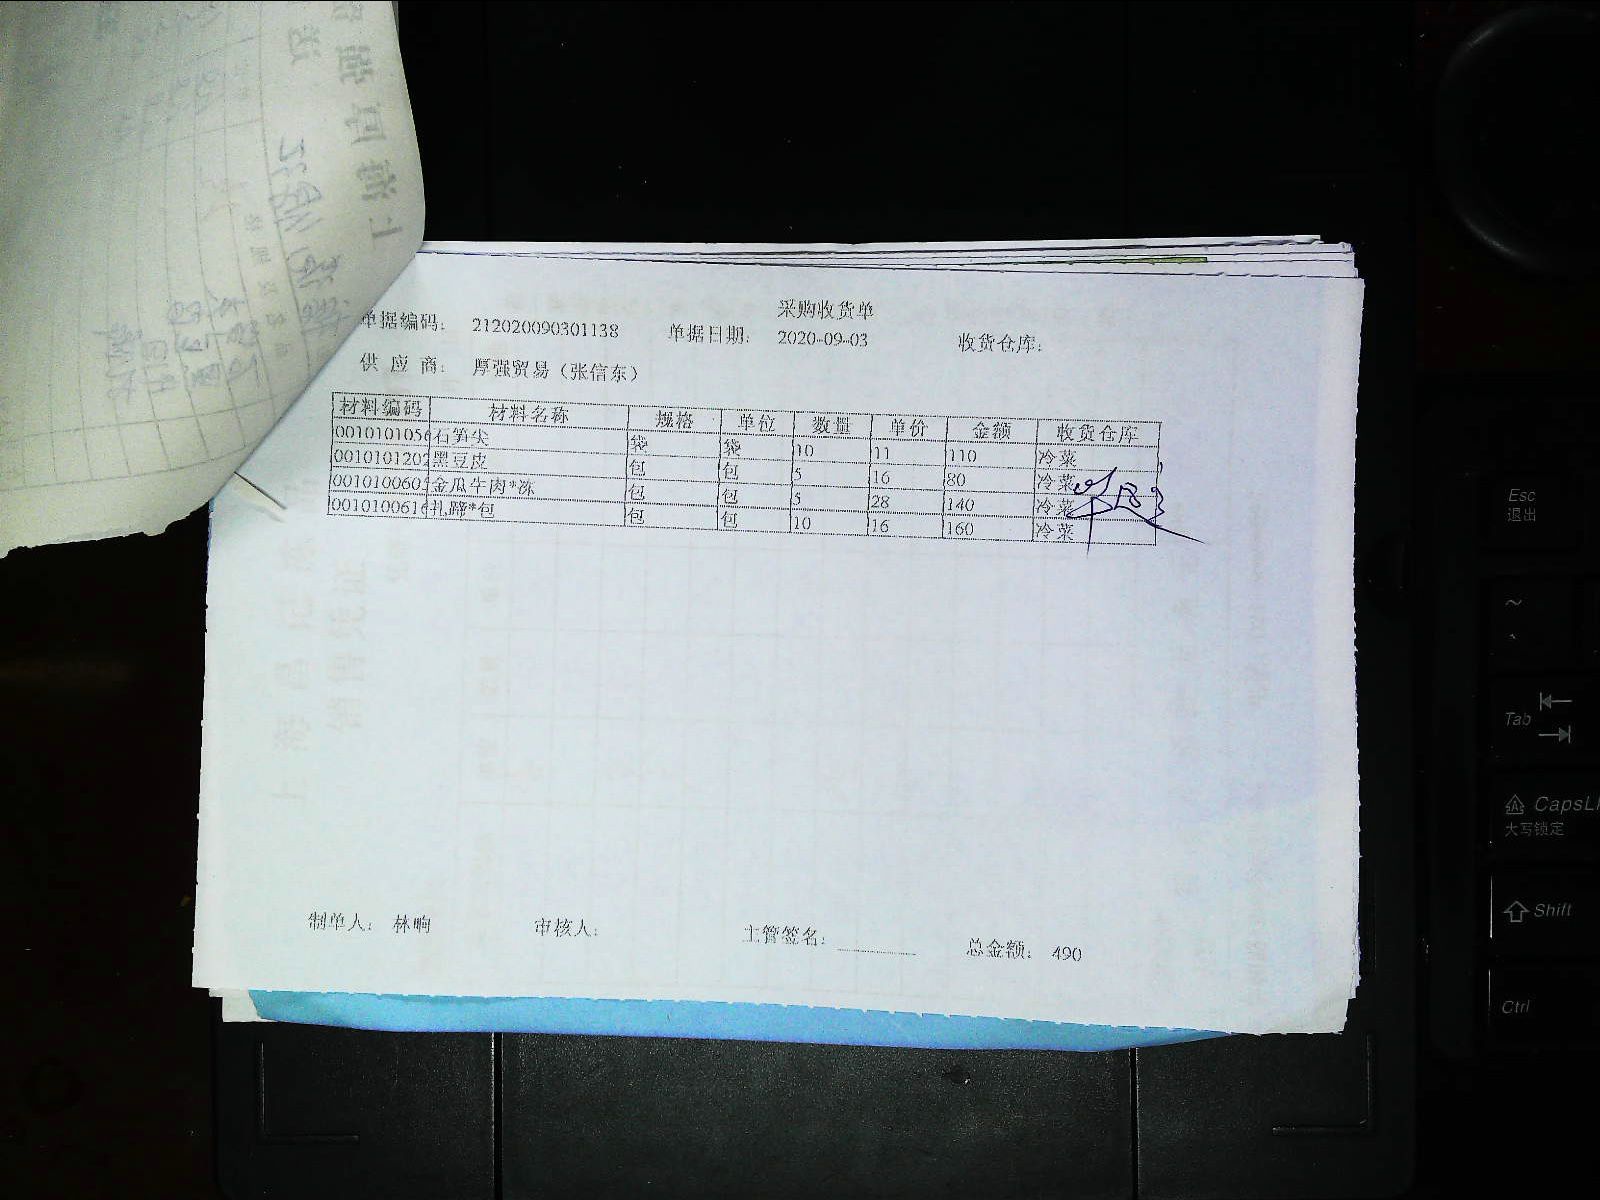 采购收货单
单据编码： 212020090301138 单据日期： 2020-09-03 收货仓库：
供 应 商： 厚强贸易（张信东）
材料编码 材料名称 规格 单位 数量 单价 金额 收货仓库
0010101056 石笋尖 袋 袋 10 11 110 冷菜
0010101202 黑豆皮 包 包 5 16 80 冷菜
001010060 金瓜牛肉*冻 包 包 5 28 140 冷菜
0010100616 扎蹄*包 包 包 10 16 160 冷菜
制单人： 林晌 审核人： 主管签名： 总金额： 490
Esc
退出
~
Tab
CapsL
大写锁定
Shift
Ctrl